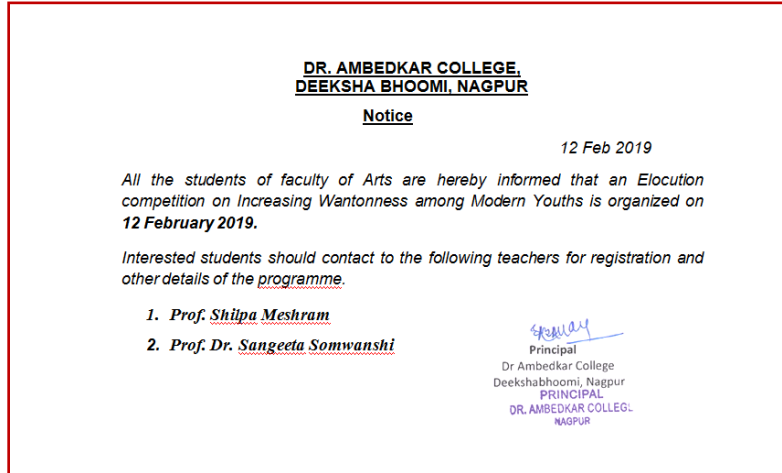 DR. AMBEDKAR COLLEGE,
DEEKSHA BHOOMI, NAGPUR
Notice
12 Feb 2019
All the students of faculty of Arts are hereby informed that an Elocution
competition on Increasing Wantonness among Modern Youths is organized on
12 February 2019.
Interested students should contact to the following teachers for registration and
other details of the programme.
1. Prof. Shilpa Meshram
2. Prof. Dr. Sangeeta Somwanshi
Principal
Dr Ambedkar College
Deekshabhoomi, Nagpur
PRINCIPAL
DR. AMBEDKAR COLLEGE
NAGPUR